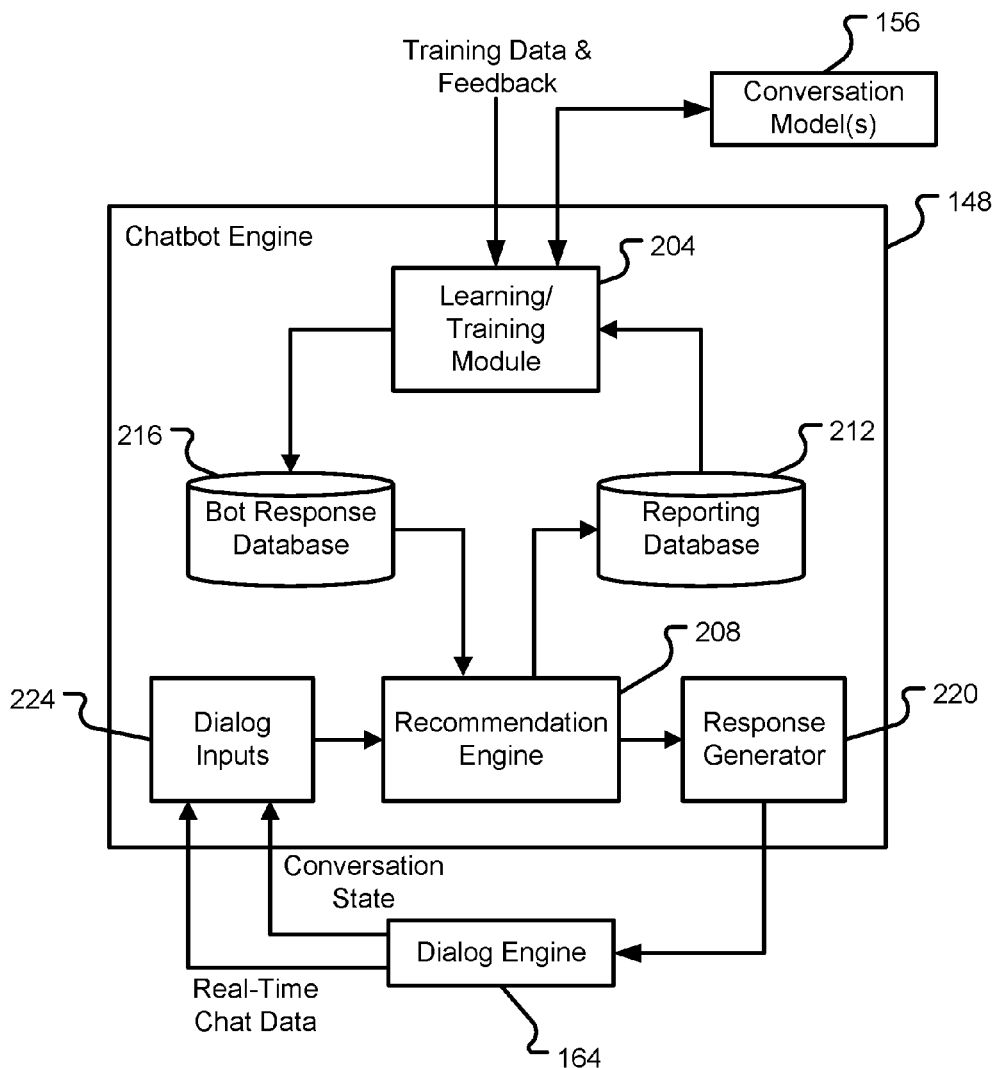 156
Training Data &
Feedback
Conversation
Model(s)
148
Chatbot Engine
204
Learning/
Training
Module
216
212
Bot Response
Database
Reporting
Database
208
224
220
Dialog
Inputs
Recommendation
Engine
Response
Generator
Conversation
State
Dialog Engine
Real-Time
Chat Data
164